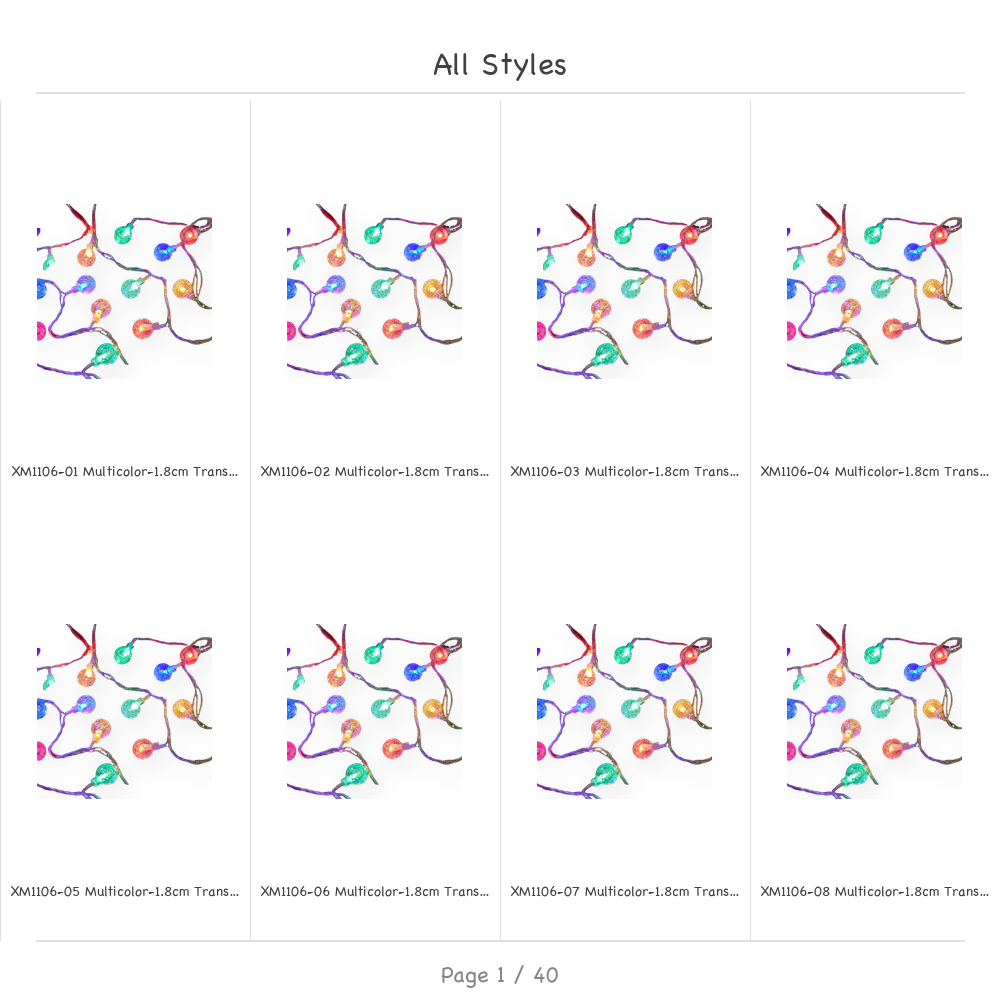 All Styles
XM1106-01 Multicolor-1.8cm Trans...
XM1106-02 Multicolor-1.8cm Trans...
XM1106-03 Multicolor-1.8cm Trans...
XM1106-04 Multicolor-1.8cm Trans...
XM1106-05 Multicolor-1.8cm Trans...
XM1106-06 Multicolor-1.8cm Trans...
XM1106-07 Multicolor-1.8cm Trans...
XM1106-08 Multicolor-1.8cm Trans...
Page 1 / 40